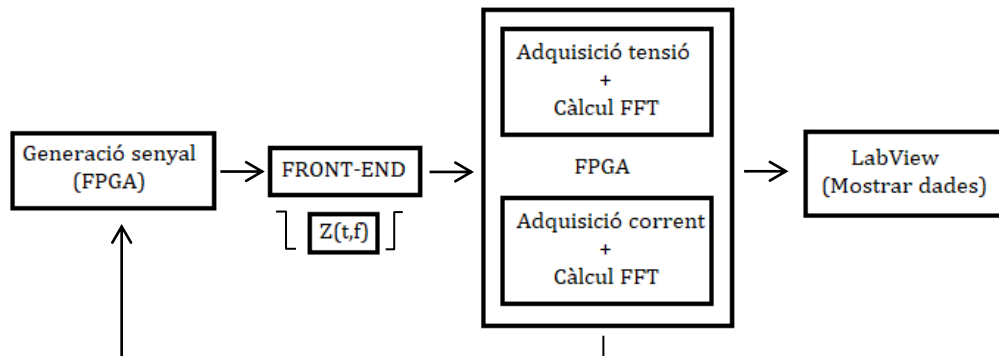 Generació senyal
(FPGA)
FRONT-END
Z(t,f)
Adquisició tensió
+
Càlcul FFT
FPGA
Adquisició corrent
+
Càlcul FFT
LabView
(Mostrar dades)